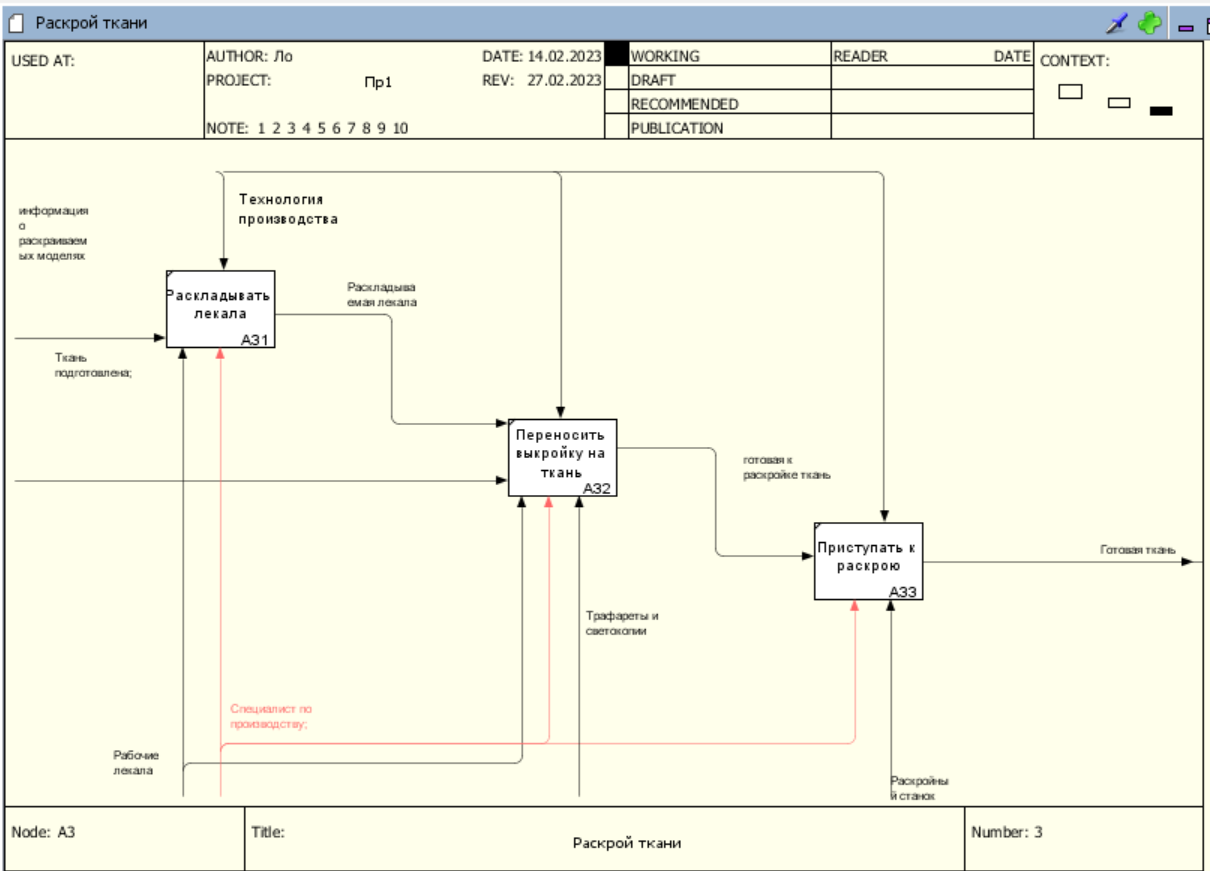 Раскрой ткани
USED AT:
AUTHOR: Ло
DATE: 14.02.2023
PROJECT:
Пр1
REV: 27.02.2023
NOTE: 1 2 3 4 5 6 7 8 9 10
WORKING
DRAFT
RECOMMENDED
PUBLICATION
READER
DATE
CONTEXT:
Технология
производства
информация
о
раскраиваем
ых моделях
Раскладывать
лекала
A31
Раскладыва
емая лекала
Ткань
подготовлена;
Переносить
выкройку на
ткань
A32
готовая к
раскройке ткань
Приступать к
раскрою
A33
Готовая ткань
Трафареты и
светокопии
Специалист по
производству;
Рабочие
лекала
Раскройны
й станок
Node: A3
Title:
Раскрой ткани
Number: 3